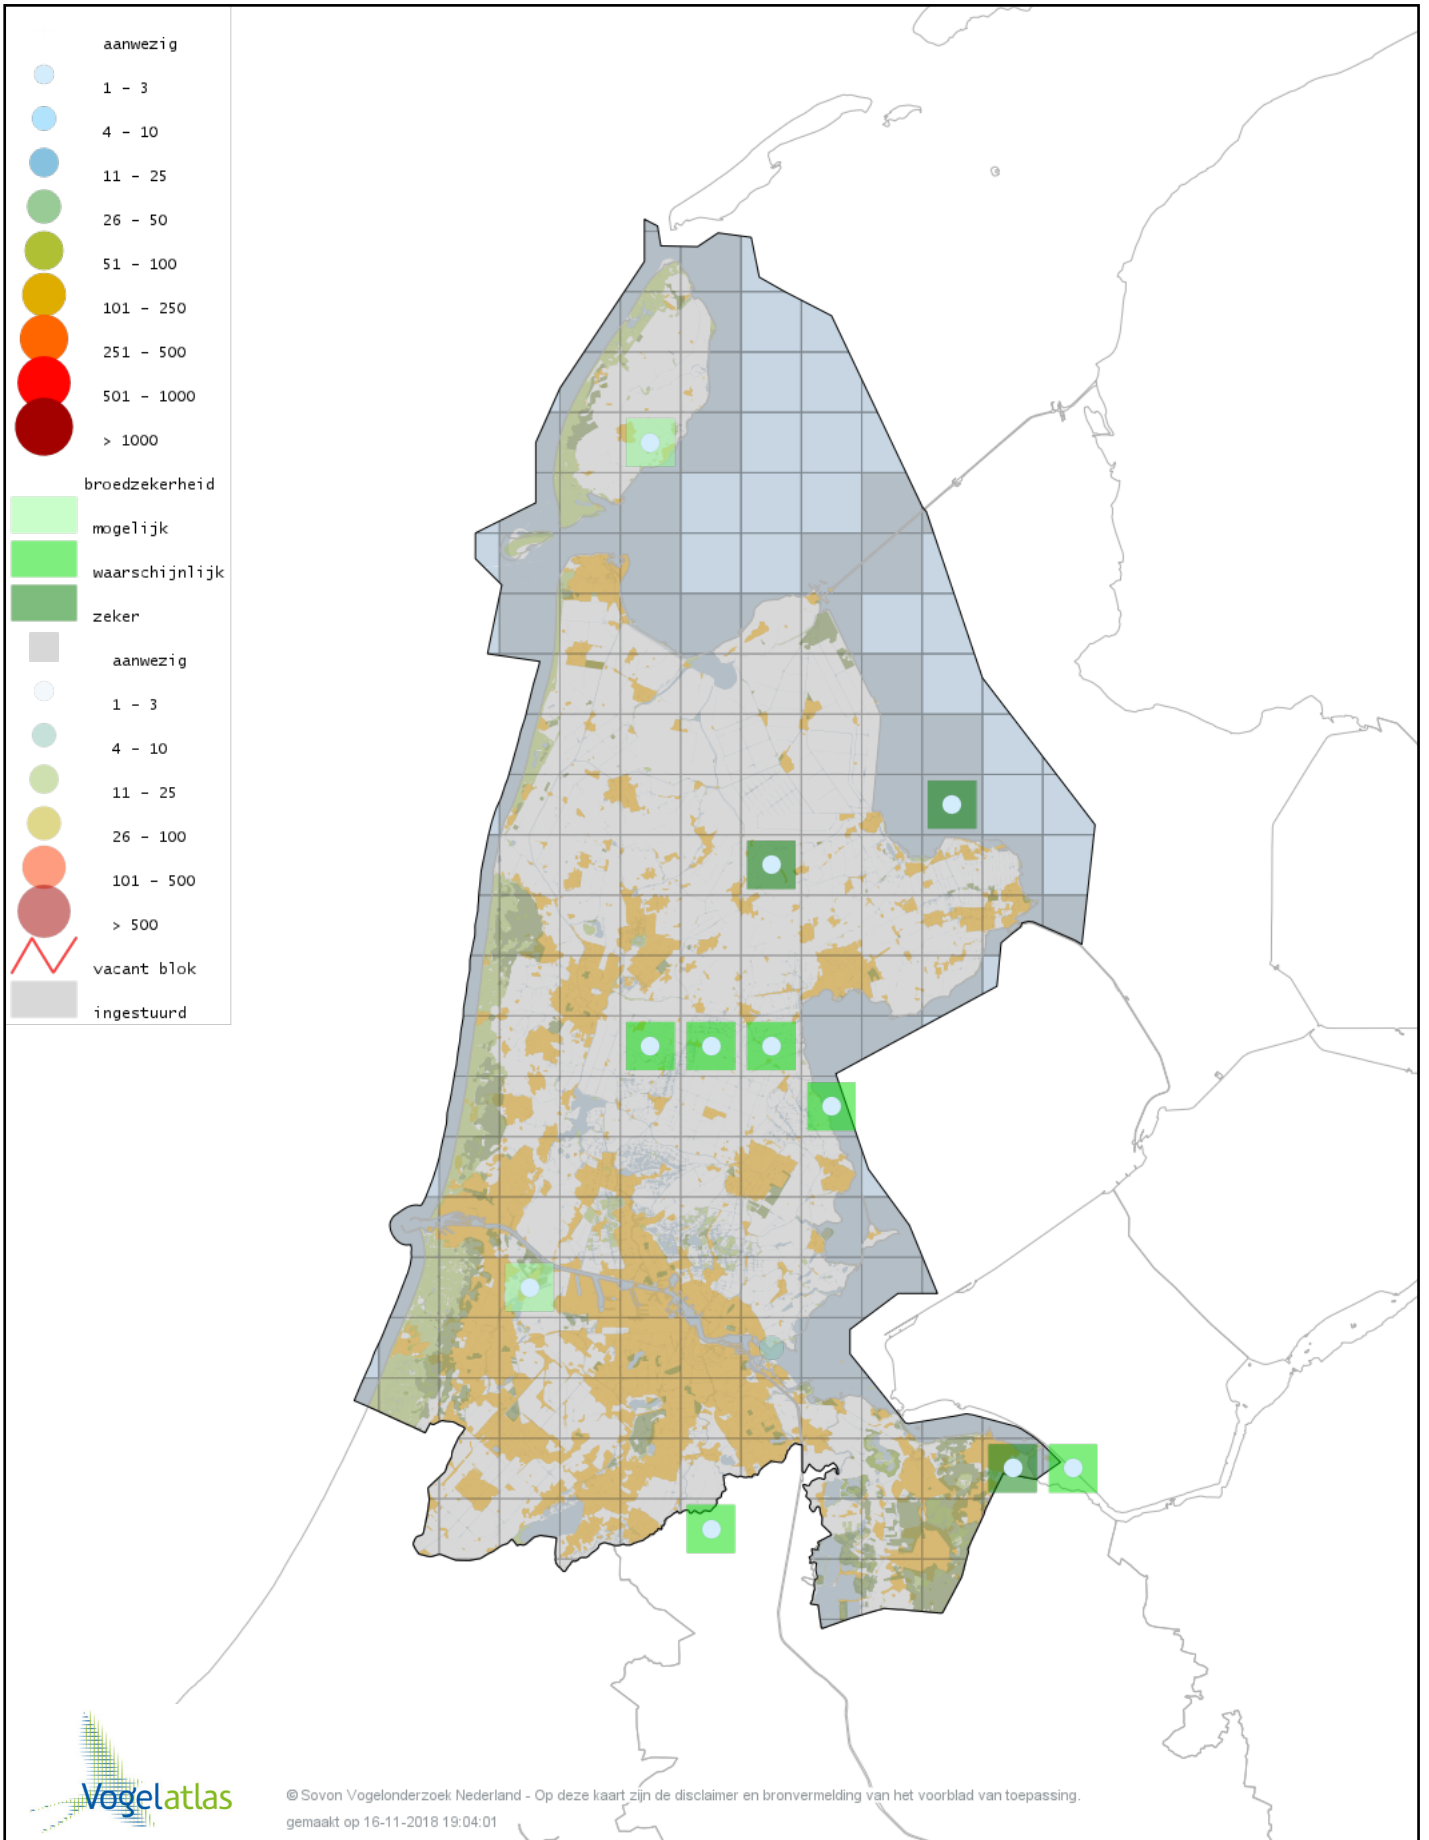 aanwezig
1 - 3
4 - 10
11 - 25
26 - 50
51 - 100
101 - 250
251 - 500
501 - 1000
> 1000
broedzekerheid
mogelijk
waarschijnlijk
zeker
aanwezig
1 - 3
4 - 10
11 - 25
26 - 100
101 - 500
> 500
vacant blok
ingestuurd
Vogelatlas
© Sovon Vogelonderzoek Nederland - Op deze kaart zijn de disclaimer en bronvermelding van het voorblad van toepassing.
gemaakt op 16-11-2018 19:04:01